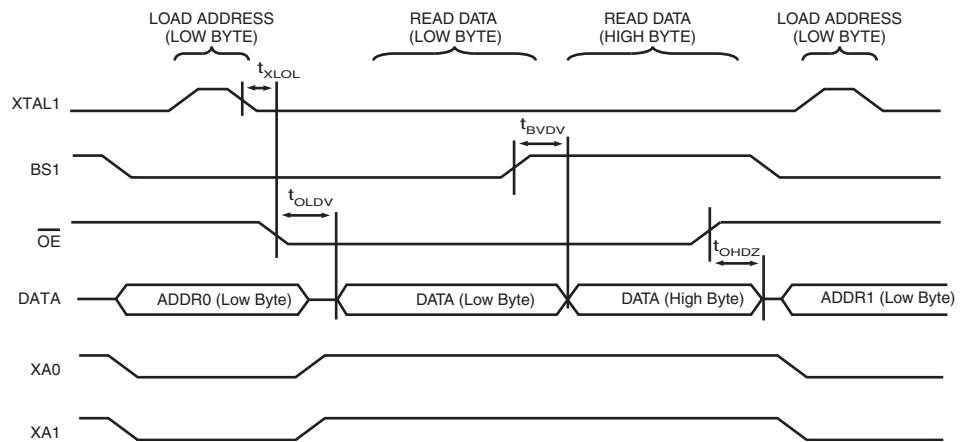 LOAD ADDRESS
(LOW BYTE)
READ DATA
(LOW BYTE)
READ DATA
(HIGH BYTE)
LOAD ADDRESS
(LOW BYTE)
tXLOL
XTAL1
tBVDV
BS1
tOLDV
OE
tOHDZ
DATA
ADDR0 (Low Byte)
DATA (Low Byte)
DATA (High Byte)
ADDR1 (Low Byte)
XA0
XA1